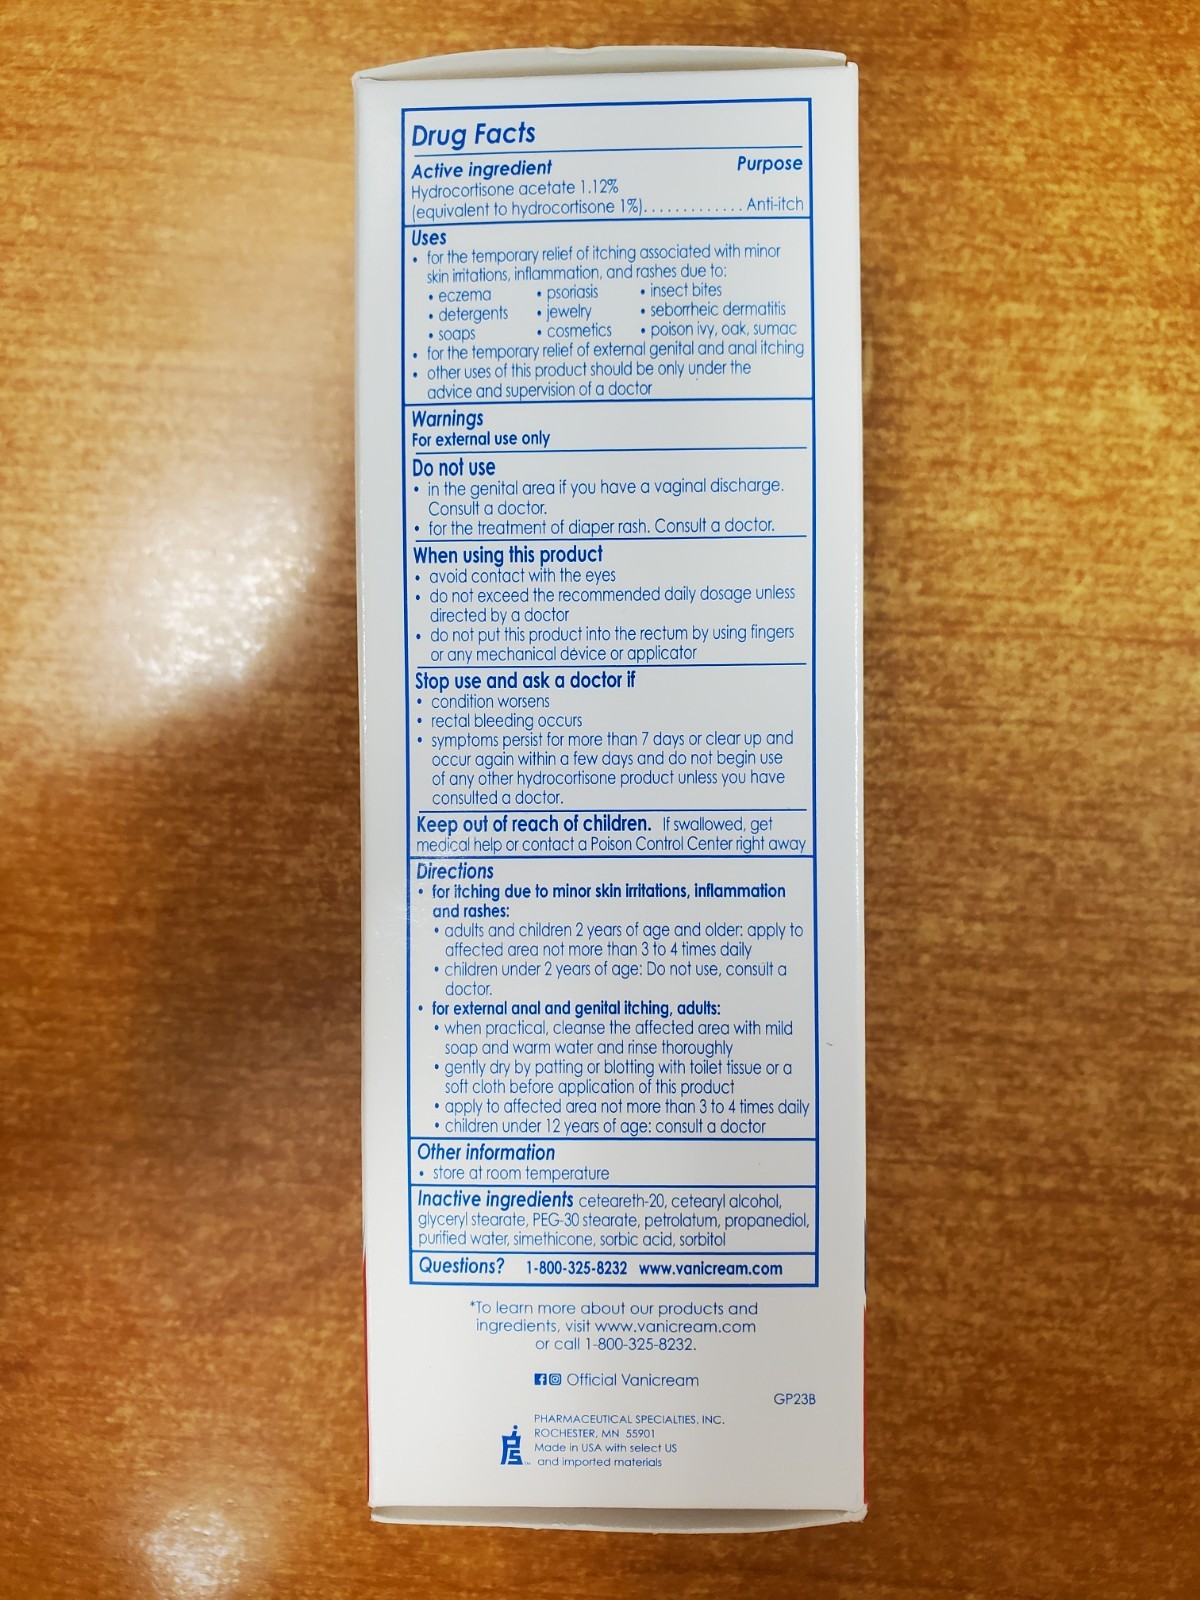 Drug Facts
Active ingredient Purpose
Hydrocortisone acetate 1.12%
(equivalent to hydrocortisone 1%)............. Anti-itch
Uses
• for the temporary relief of itching associated with minor
skin irritations, inflammation, and rashes due to:
• eczema • psoriasis • insect bites
• detergents • jewelry • seborrheic dermatitis
• soaps • cosmetics • poison ivy, oak, sumac
• for the temporary relief of external genital and anal itching
• other uses of this product should be only under the
advice and supervision of a doctor
Warnings
For external use only
Do not use
• in the genital area if you have a vaginal discharge.
Consult a doctor.
• for the treatment of diaper rash. Consult a doctor.
When using this product
• avoid contact with the eyes
• do not exceed the recommended daily dosage unless
directed by a doctor
• do not put this product into the rectum by using fingers
or any mechanical device or applicator
Stop use and ask a doctor if
• condition worsens
• rectal bleeding occurs
• symptoms persist for more than 7 days or clear up and
occur again within a few days and do not begin use
of any other hydrocortisone product unless you have
consulted a doctor.
Keep out of reach of children. If swallowed, get
medical help or contact a Poison Control Center right away
Directions
• for itching due to minor skin irritations, inflammation
and rashes:
• adults and children 2 years of age and older: apply to
affected area not more than 3 to 4 times daily
• children under 2 years of age: Do not use, consult a
doctor.
• for external anal and genital itching, adults:
• when practical, cleanse the affected area with mild
soap and warm water and rinse thoroughly
• gently dry by patting or blotting with toilet tissue or a
soft cloth before application of this product
• apply to affected area not more than 3 to 4 times daily
• children under 12 years of age: consult a doctor
Other information
• store at room temperature
Inactive ingredients ceteareth-20, cetearyl alcohol,
glyceryl stearate, PEG-30 stearate, petrolatum, propanediol,
purified water, simethicone, sorbic acid, sorbitol
Questions? 1-800-325-8232 www.vanicream.com
*To learn more about our products and
ingredients, visit www.vanicream.com
or call 1-800-325-8232.
Official Vanicream
GP23B
PHARMACEUTICAL SPECIALTIES, INC.
ROCHESTER, MN 55901
Made in USA with select US
and imported materials